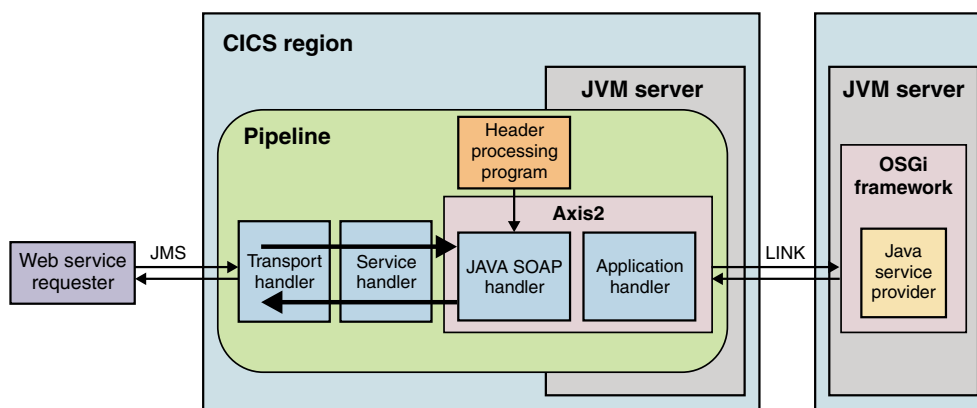 CICS region
JVM server
JVM server
Pipeline
Header
processing
program
OSGi
framework
Axis2
Web service
requester
JMS
Transport
handler
Service
handler
JAVA SOAP
handler
Application
handler
LINK
Java
service
provider